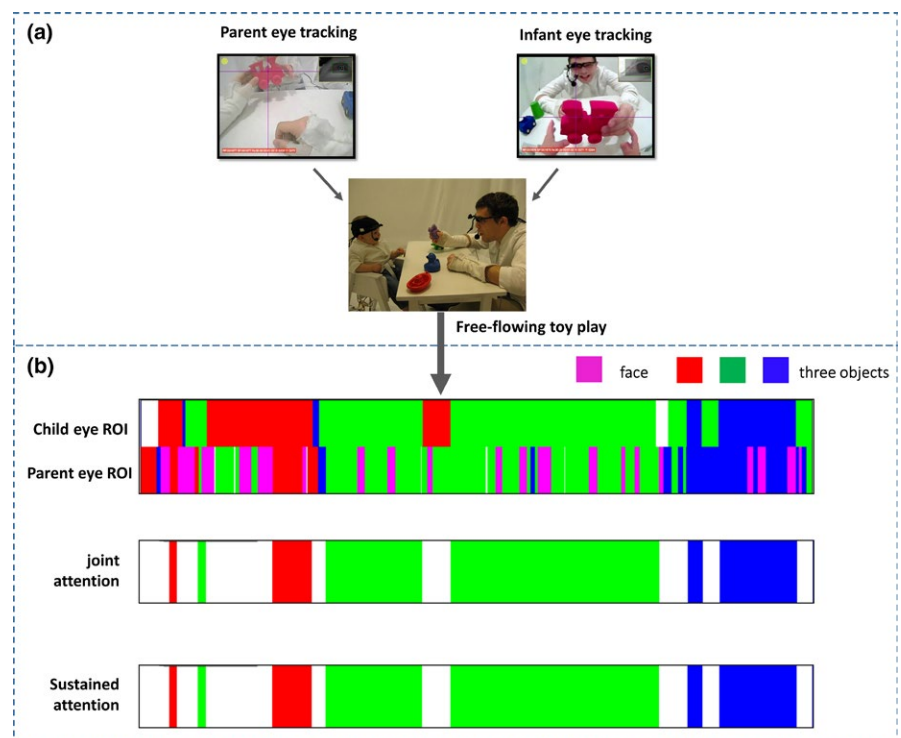 (a)
Parent eye tracking
Infant eye tracking
Free-flowing toy play
(b)
face
three objects
Child eye ROI
Parent eye ROI
joint
attention
Sustained
attention